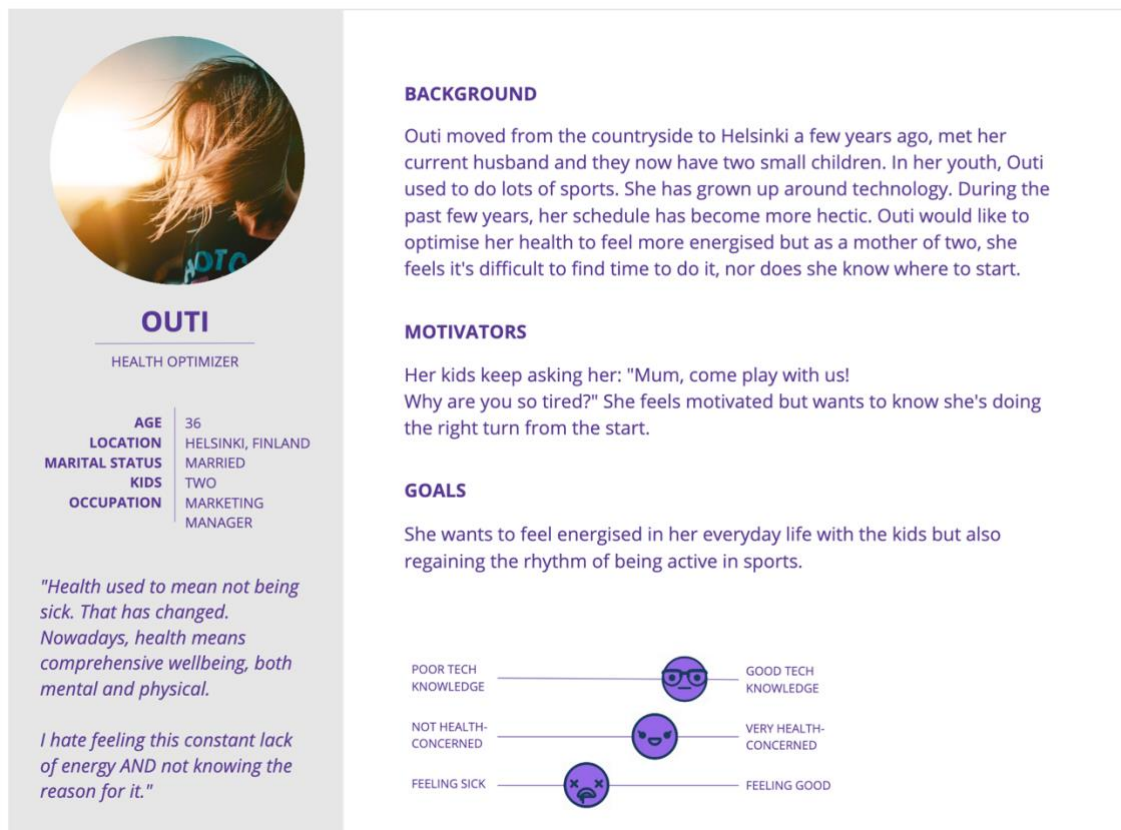 OUTI
HEALTH OPTIMIZER
AGE 36
LOCATION HELSINKI, FINLAND
MARITAL STATUS MARRIED
KIDS TWO
OCCUPATION MARKETING
MANAGER
"Health used to mean not being
sick. That has changed.
Nowadays, health means
comprehensive wellbeing, both
mental and physical.
I hate feeling this constant lack
of energy AND not knowing the
reason for it."
BACKGROUND
Outi moved from the countryside to Helsinki a few years ago, met her
current husband and they now have two small children. In her youth, Outi
used to do lots of sports. She has grown up around technology. During the
past few years, her schedule has become more hectic. Outi would like to
optimise her health to feel more energised but as a mother of two, she
feels it's difficult to find time to do it, nor does she know where to start.
MOTIVATORS
Her kids keep asking her: "Mum, come play with us!
Why are you so tired?" She feels motivated but wants to know she's doing
the right turn from the start.
GOALS
She wants to feel energised in her everyday life with the kids but also
regaining the rhythm of being active in sports.
POOR TECH
KNOWLEDGE
GOOD TECH
KNOWLEDGE
NOT HEALTH-
CONCERNED
VERY HEALTH-
CONCERNED
FEELING SICK
FEELING GOOD